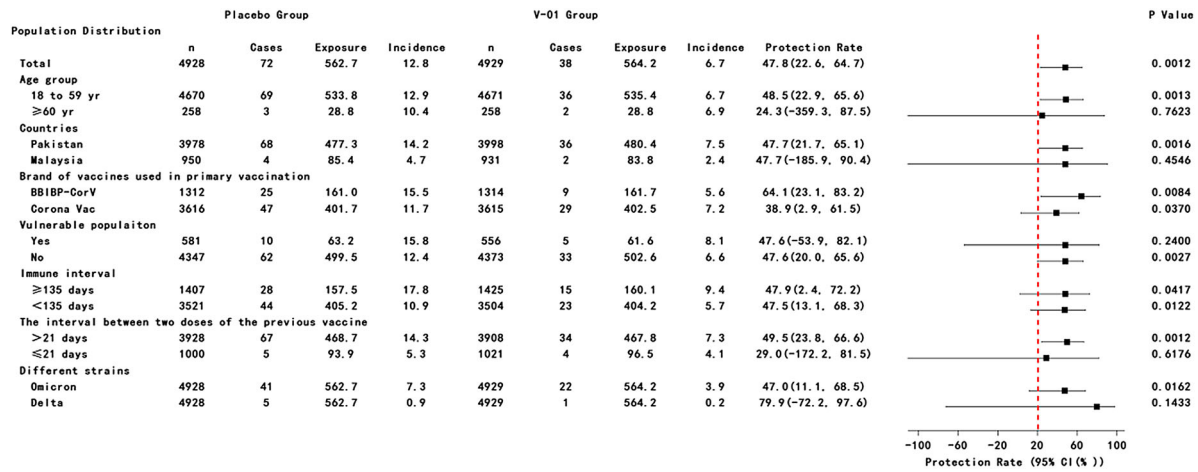 Placebo Group V-01 Group P Value
Population Distribution
n Cases Exposure Incidence n Cases Exposure Incidence Protection Rate
Total 4928 72 562.7 12.8 4929 38 564.2 6.7 47.8(22.6, 64.7) 0.0012
Age group
18 to 59 yr 4670 69 533.8 12.9 4671 36 535.4 6.7 48.5(22.9, 65.6) 0.0013
≥60 yr 258 3 28.8 10.4 258 2 28.8 6.9 24.3(-359.3, 87.5) 0.7623
Countries
Pakistan 3978 68 477.3 14.2 3998 36 480.4 7.5 47.7(21.7, 65.1) 0.0016
Malaysia 950 4 85.4 4.7 931 2 83.8 2.4 47.7(-185.9, 90.4) 0.4546
Brand of vaccines used in primary vaccination
BBIBP-CorV 1312 25 161.0 15.5 1314 9 161.7 5.6 64.1(23.1, 83.2) 0.0084
Corona Vac 3616 47 401.7 11.7 3615 29 402.5 7.2 38.9(2.9, 61.5) 0.0370
Vulnerable populaiton
Yes 581 10 63.2 15.8 556 5 61.6 8.1 47.6(-53.9, 82.1) 0.2400
No 4347 62 499.5 12.4 4373 33 502.6 6.6 47.6(20.0, 65.6) 0.0027
Immune interval
≥135 days 1407 28 157.5 17.8 1425 15 160.1 9.4 47.9(2.4, 72.2) 0.0417
<135 days 3521 44 405.2 10.9 3504 23 404.2 5.7 47.5(13.1, 68.3) 0.0122
The interval between two doses of the previous vaccine
>21 days 3928 67 468.7 14.3 3908 34 467.8 7.3 49.5(23.8, 66.6) 0.0012
≤21 days 1000 5 93.9 5.3 1021 4 96.5 4.1 29.0(-172.2, 81.5) 0.6176
Different strains
Omicron 4928 41 562.7 7.3 4929 22 564.2 3.9 47.0(11.1, 68.5) 0.0162
Delta 4928 5 562.7 0.9 4929 1 564.2 0.2 79.9(-72.2, 97.6) 0.1433
-100 -60 -20 20 60 100
Protection Rate (95% CI(%))